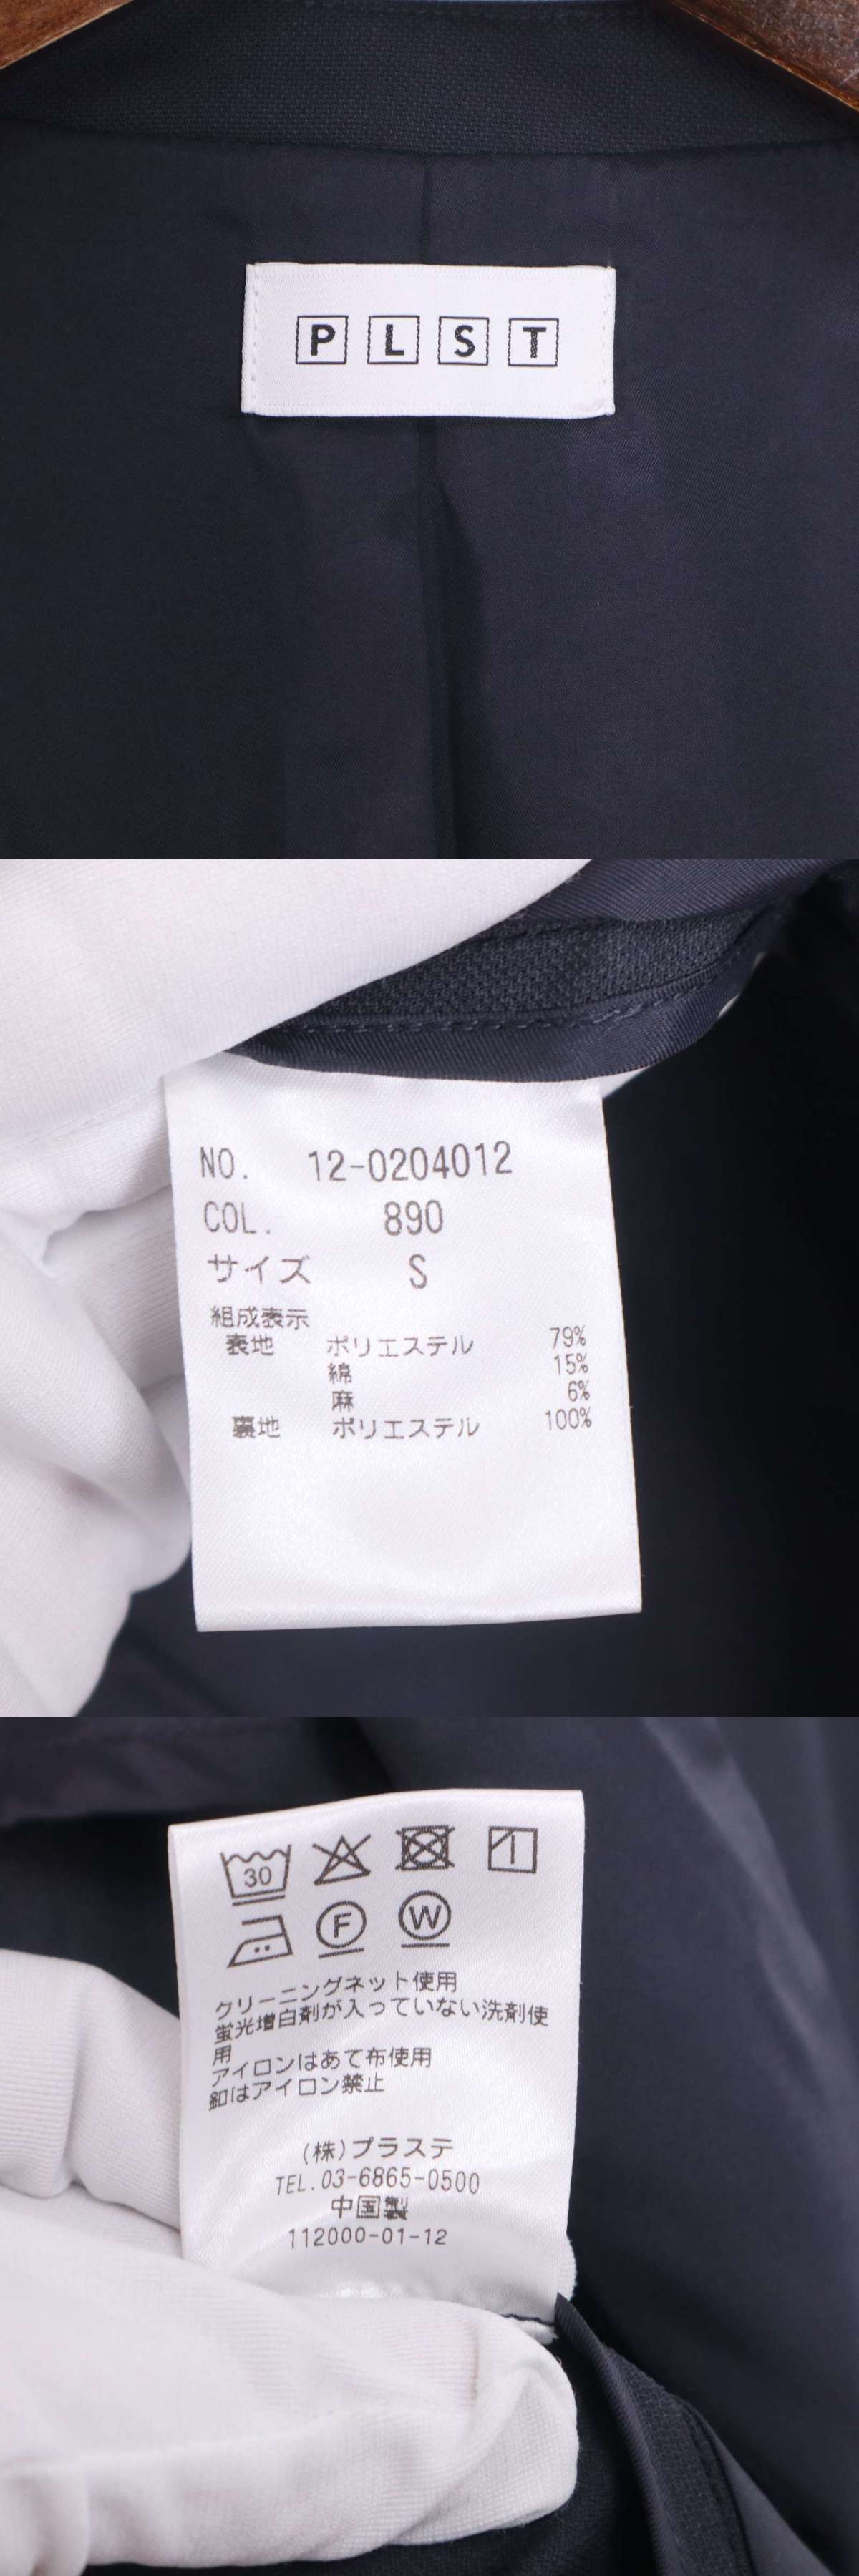 PLST
NO. 12-0204012
COL. 890
サイズ S
組成表示
表地 ポリエステル 79%
綿 15%
麻 6%
裏地 ポリエステル 100%
30
F W
クリーニングネット使用
蛍光増白剤が入っていない洗剤使
用
アイロンはあて布使用
釦はアイロン禁止
(株)プラステ
TEL.03-6865-0500
中国製
112000-01-12